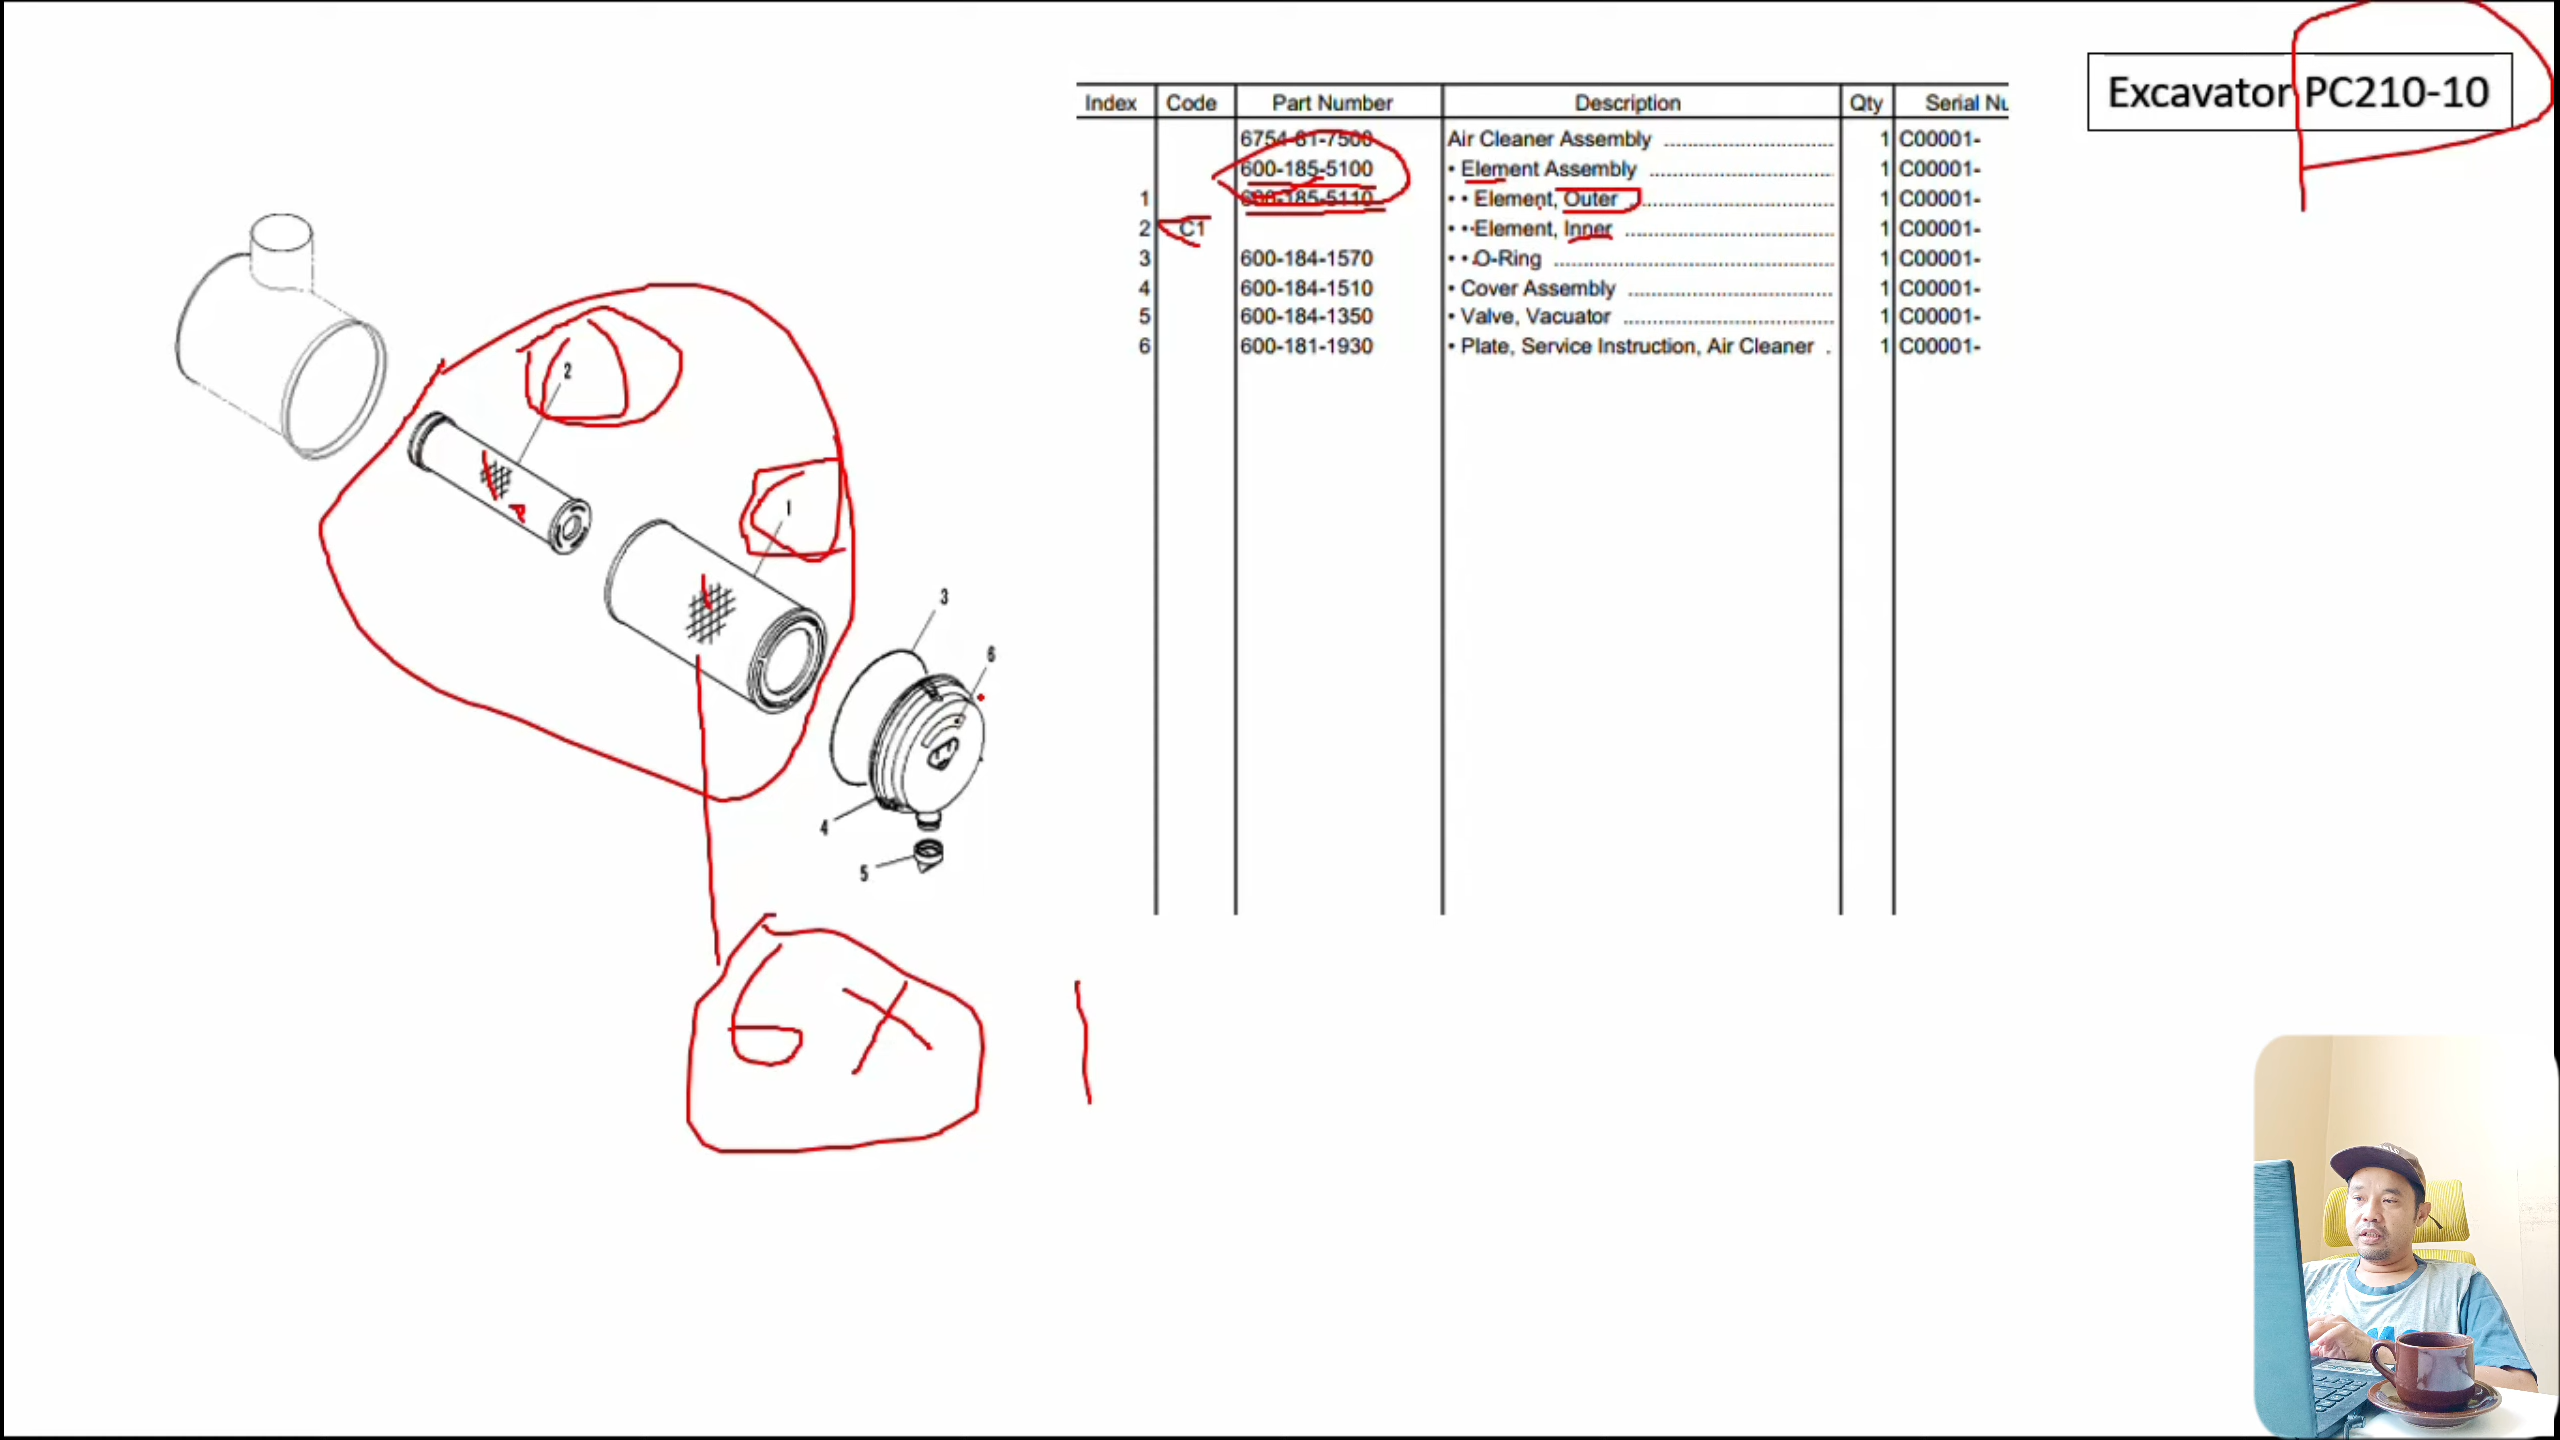 Excavator PC210-10
Index Code Part Number Description Qty Serial Nu
6754-81-7500 Air Cleaner Assembly 1 C00001-
600-185-5100 • Element Assembly 1 C00001-
1 600-185-5110 • • Element, Outer 1 C00001-
2 C1 • • Element, Inner 1 C00001-
3 600-184-1570 • • O-Ring 1 C00001-
4 600-184-1510 • Cover Assembly 1 C00001-
5 600-184-1350 • Valve, Vacuator 1 C00001-
6 600-181-1930 • Plate, Service Instruction, Air Cleaner . 1 C00001-
2
1
3
6
4
5
6 X
1